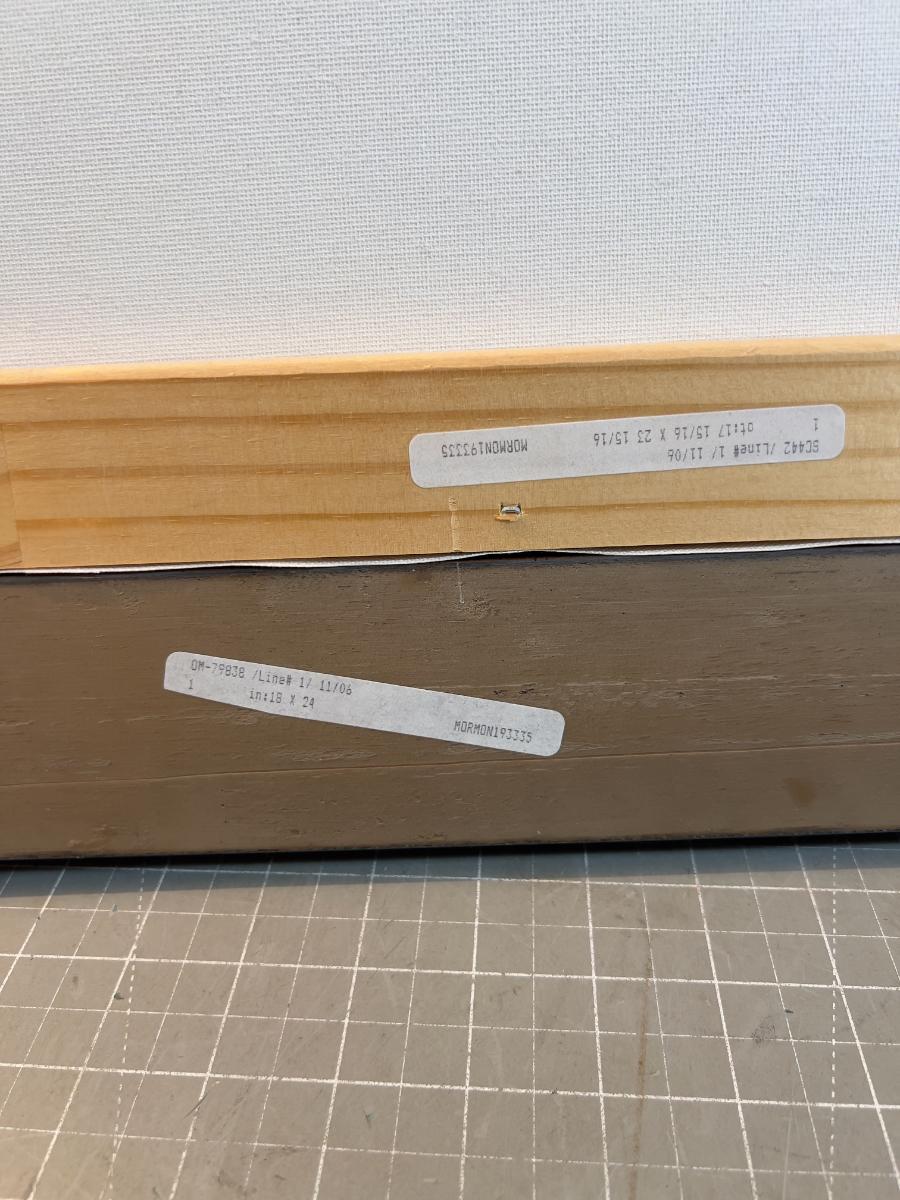 SC442 /Line# 1/ 11/06
1 ot:17 15/16 X 23 15/16
MORMON193335
OM-79838 /Line# 1/ 11/06
1 in:18 X 24
MORMON193335